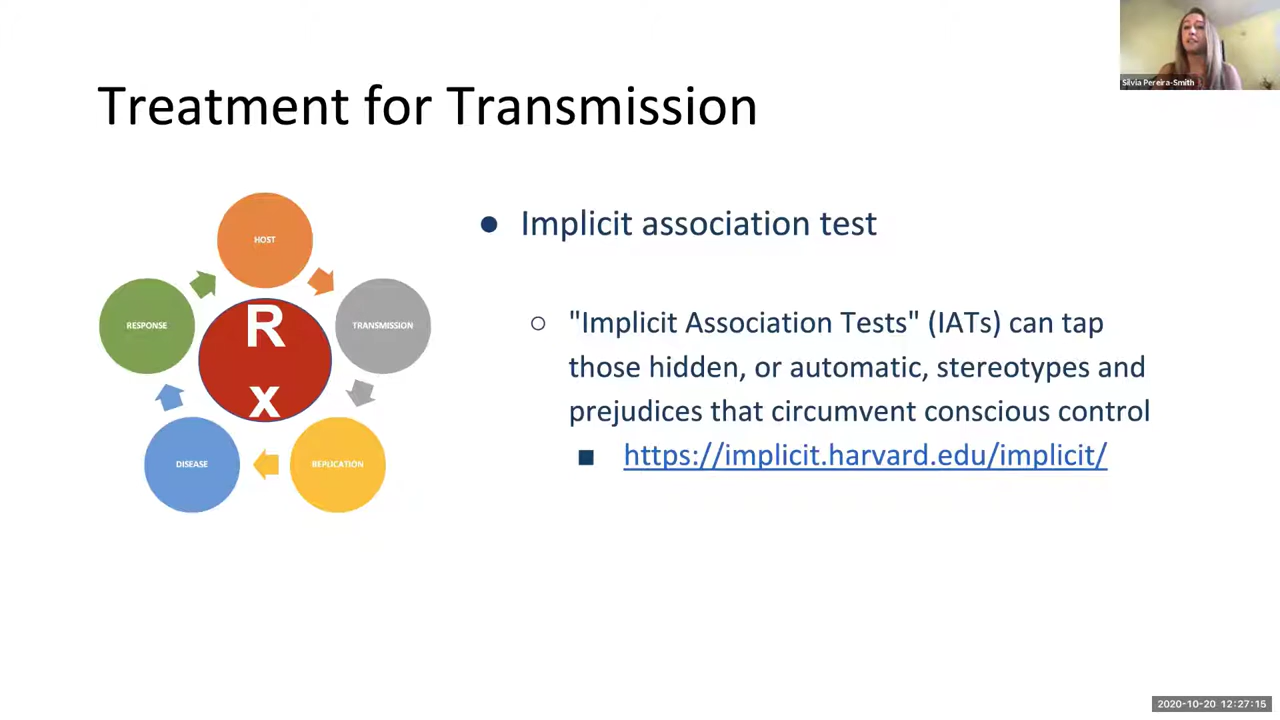 Silvia Pereira-Smith
Treatment for Transmission
HOST
RESPONSE
TRANSMISSION
R
x
DISEASE
REPLICATION
● Implicit association test
○ "Implicit Association Tests" (IATs) can tap
those hidden, or automatic, stereotypes and
prejudices that circumvent conscious control
■ https://implicit.harvard.edu/implicit/
2020-10-20 12:27:15